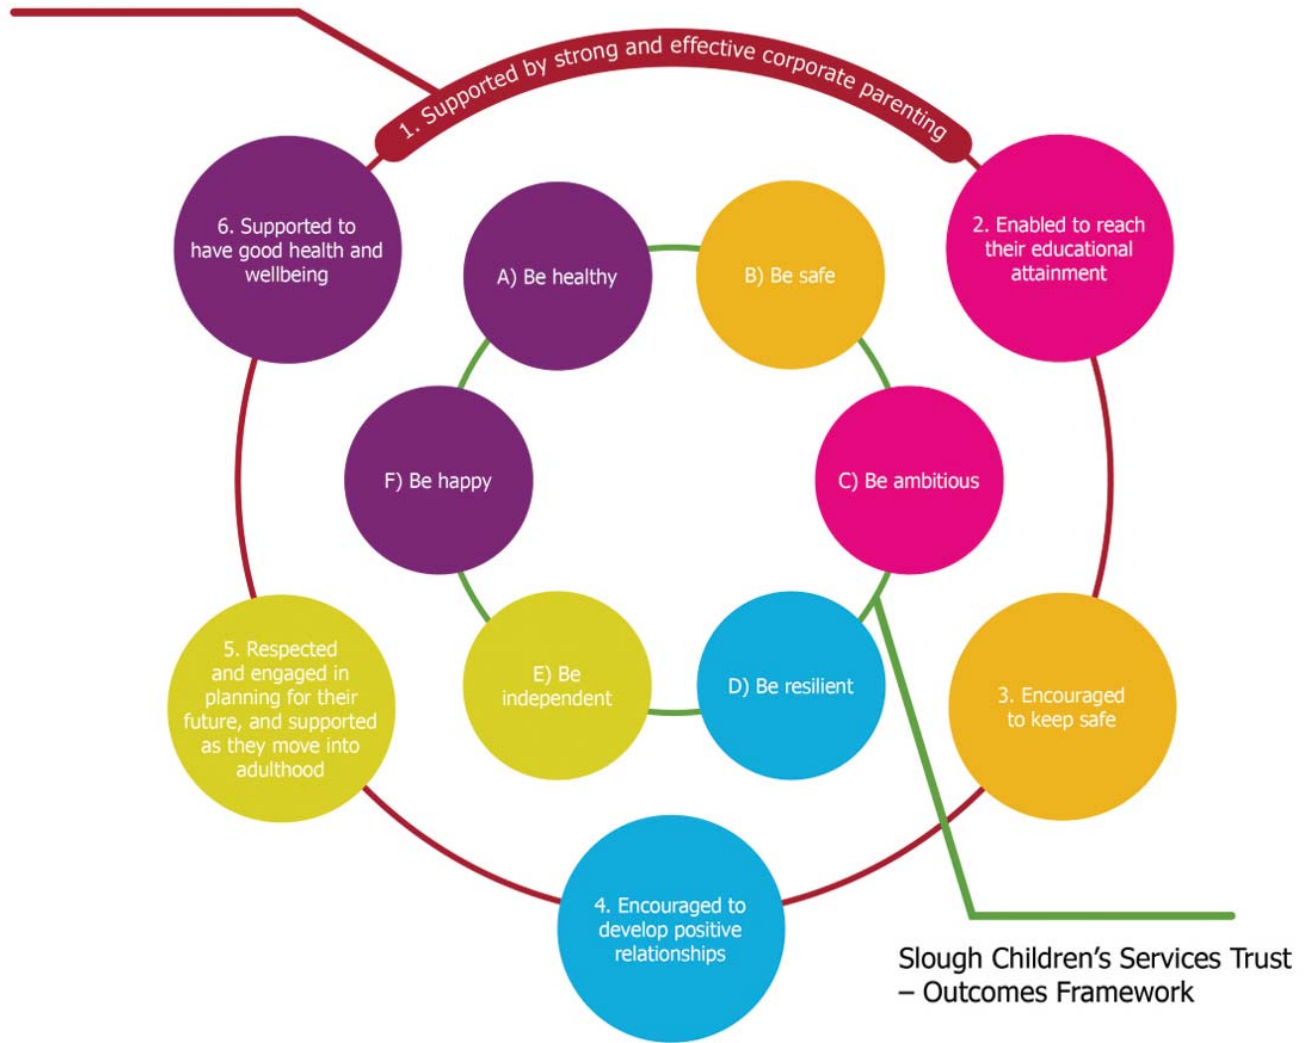 1. Supported by strong and effective corporate parenting
6. Supported to
have good health and
wellbeing
A) Be healthy
B) Be safe
2. Enabled to reach
their educational
attainment
F) Be happy
C) Be ambitious
5. Respected
and engaged in
planning for their
future, and supported
as they move into
adulthood
E) Be
independent
D) Be resilient
3. Encouraged
to keep safe
4. Encouraged to
develop positive
relationships
Slough Children’s Services Trust
– Outcomes Framework